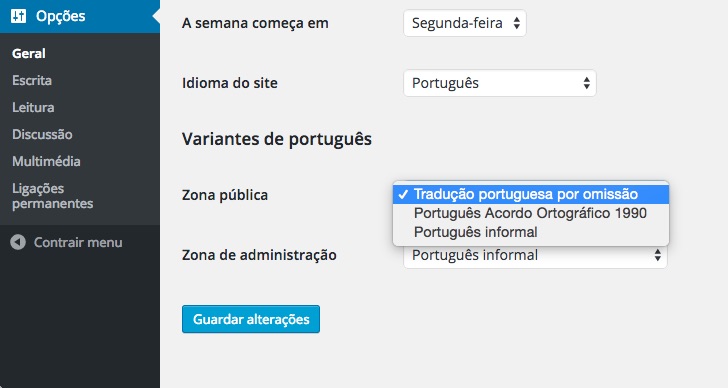 Opções
Geral
Escrita
Leitura
Discussão
Multimédia
Ligações
permanentes
Contrair menu
A semana começa em
Segunda-feira
Idioma do site
Português
Variantes de português
Zona pública
✓ Tradução portuguesa por omissão
Português Acordo Ortográfico 1990
Português informal
Zona de administração
Português informal
Guardar alterações